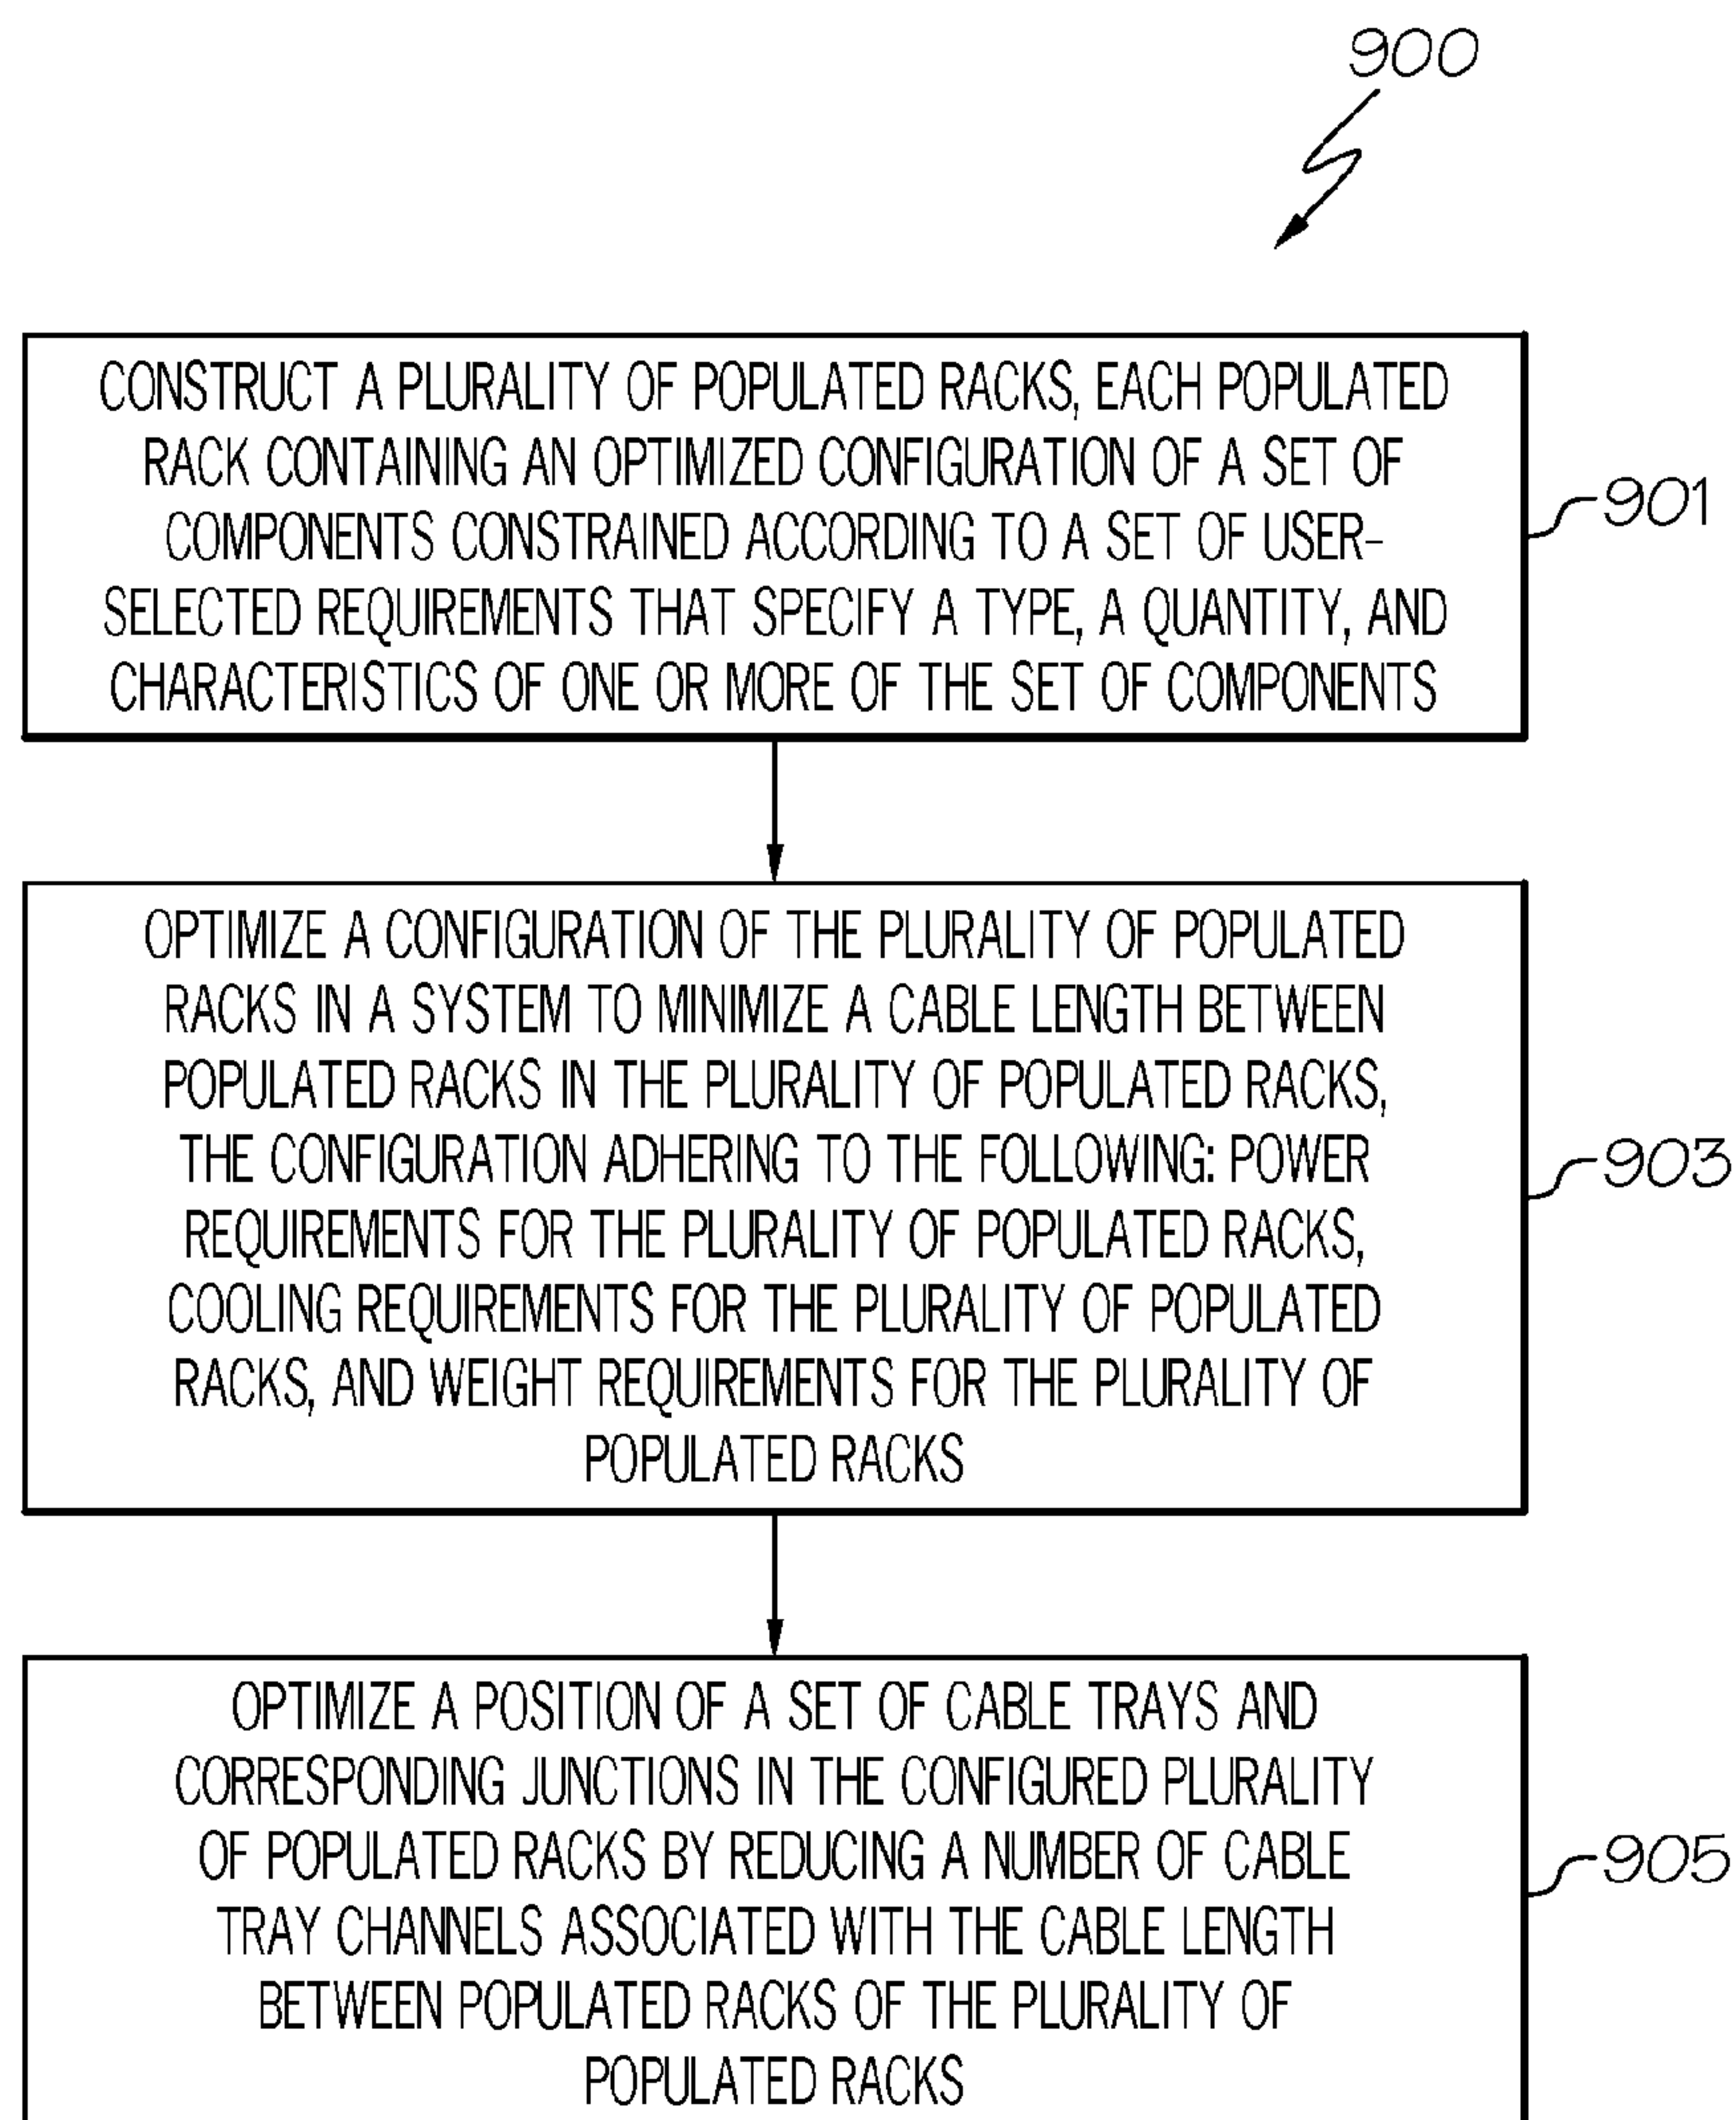 900
CONSTRUCT A PLURALITY OF POPULATED RACKS, EACH POPULATED
RACK CONTAINING AN OPTIMIZED CONFIGURATION OF A SET OF
COMPONENTS CONSTRAINED ACCORDING TO A SET OF USER-
SELECTED REQUIREMENTS THAT SPECIFY A TYPE, A QUANTITY, AND
CHARACTERISTICS OF ONE OR MORE OF THE SET OF COMPONENTS
901
OPTIMIZE A CONFIGURATION OF THE PLURALITY OF POPULATED
RACKS IN A SYSTEM TO MINIMIZE A CABLE LENGTH BETWEEN
POPULATED RACKS IN THE PLURALITY OF POPULATED RACKS,
THE CONFIGURATION ADHERING TO THE FOLLOWING: POWER
REQUIREMENTS FOR THE PLURALITY OF POPULATED RACKS,
COOLING REQUIREMENTS FOR THE PLURALITY OF POPULATED
RACKS, AND WEIGHT REQUIREMENTS FOR THE PLURALITY OF
POPULATED RACKS
903
OPTIMIZE A POSITION OF A SET OF CABLE TRAYS AND
CORRESPONDING JUNCTIONS IN THE CONFIGURED PLURALITY
OF POPULATED RACKS BY REDUCING A NUMBER OF CABLE
TRAY CHANNELS ASSOCIATED WITH THE CABLE LENGTH
BETWEEN POPULATED RACKS OF THE PLURALITY OF
POPULATED RACKS
905